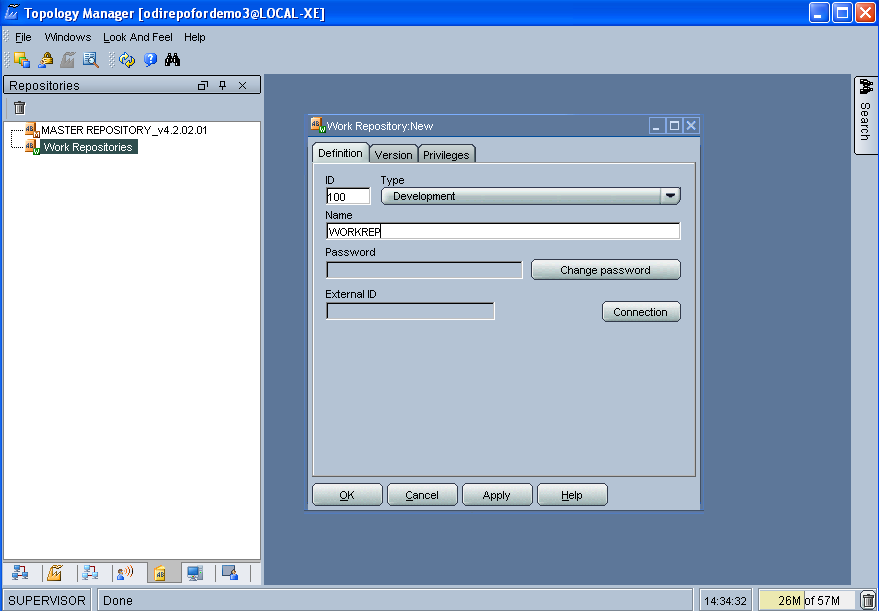 Topology Manager [odirepofordemo3@LOCAL-XE]
File Windows Look And Feel Help
Repositories
MASTER REPOSITORY_v4.2.02.01
Work Repositories
Search
Work Repository:New
Definition Version Privileges
ID Type
100 Development
Name
WORKREP
Password
Change password
External ID
Connection
OK Cancel Apply Help
SUPERVISOR Done 14:34:32 26M of 57M